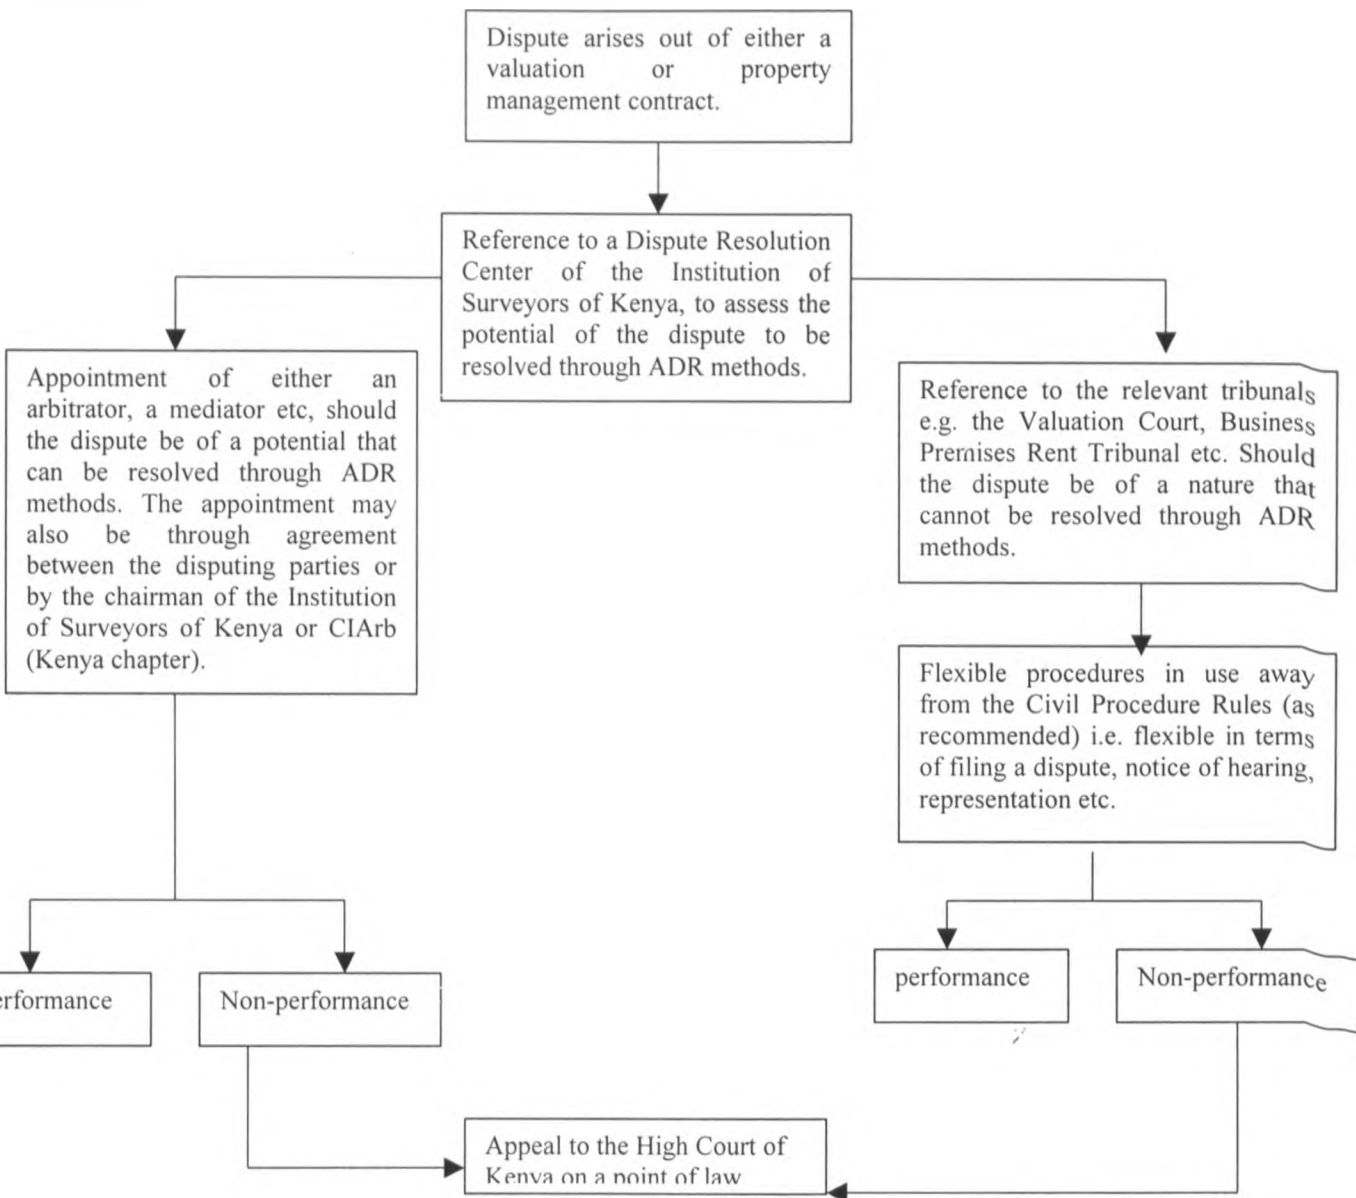 Dispute arises out of either a
valuation or property
management contract.
Reference to a Dispute Resolution
Center of the Institution of
Surveyors of Kenya, to assess the
potential of the dispute to be
resolved through ADR methods.
Appointment of either an
arbitrator, a mediator etc, should
the dispute be of a potential that
can be resolved through ADR
methods. The appointment may
also be through agreement
between the disputing parties or
by the chairman of the Institution
of Surveyors of Kenya or CIArb
(Kenya chapter).
Reference to the relevant tribunals
e.g. the Valuation Court, Business
Premises Rent Tribunal etc. Should
the dispute be of a nature that
cannot be resolved through ADR
methods.
Flexible procedures in use away
from the Civil Procedure Rules (as
recommended) i.e. flexible in terms
of filing a dispute, notice of hearing,
representation etc.
erformance
Non-performance
performance
Non-performance
Appeal to the High Court of
Kenya on a point of law